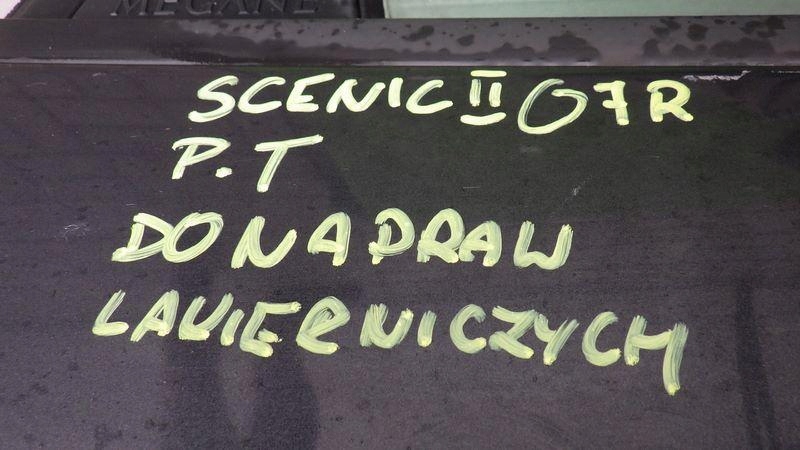 MEGANE
SCENIC II 07R
P.T
DO NAPRAW
LAKIERNICZYCH